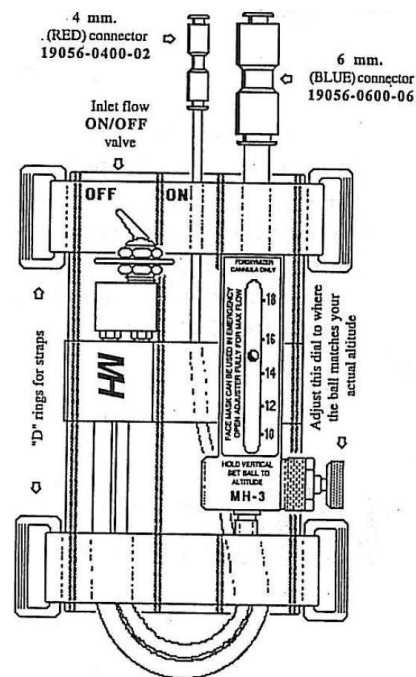 4 mm.
.(RED) connector
19056-0400-02
6 mm.
(BLUE) connector
19056-0600-06
Inlet flow
ON/OFF
valve
OFF
ON
FOROXYMIZER
CANNULA ONLY
FACE MASK CAN BE USED IN EMERGENCY
OPEN ADJUSTER FULLY FOR MAX FLOW
18
16
14
12
10
Adjust this dial to where
the ball matches your
actual altitude
"D" rings for straps
MH
HOLD VERTICAL
SET BALL TO
ALTITUDE
MH-3